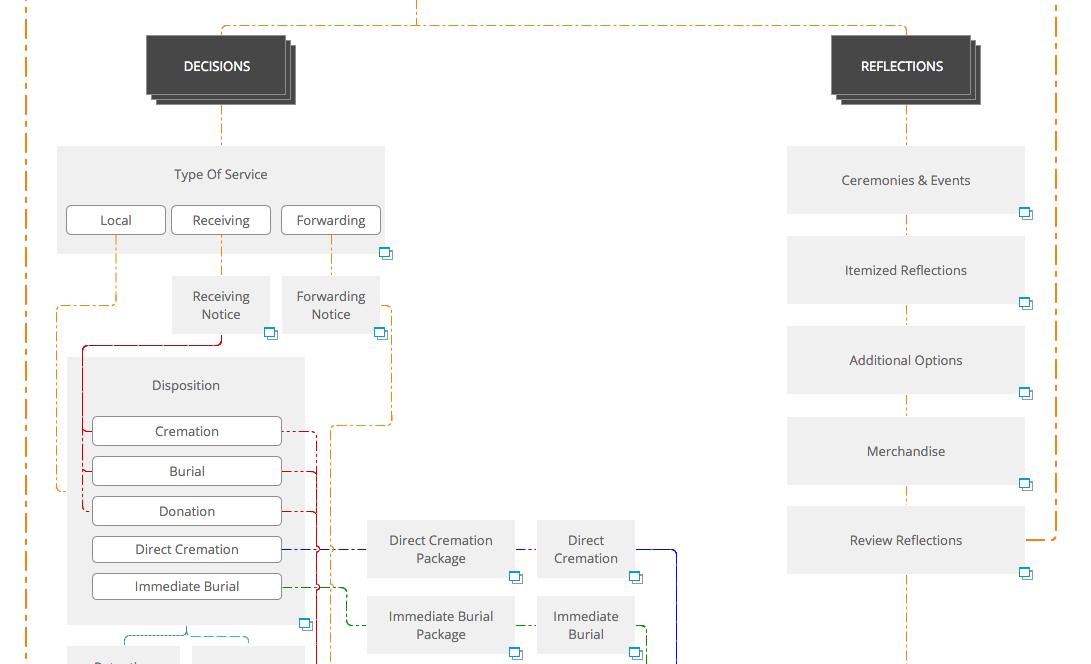 DECISIONS
REFLECTIONS
Type Of Service
Local
Receiving
Forwarding
Receiving
Notice
Forwarding
Notice
Disposition
Cremation
Burial
Donation
Direct Cremation
Immediate Burial
Direct Cremation
Package
Direct
Cremation
Immediate Burial
Package
Immediate
Burial
Ceremonies & Events
Itemized Reflections
Additional Options
Merchandise
Review Reflections